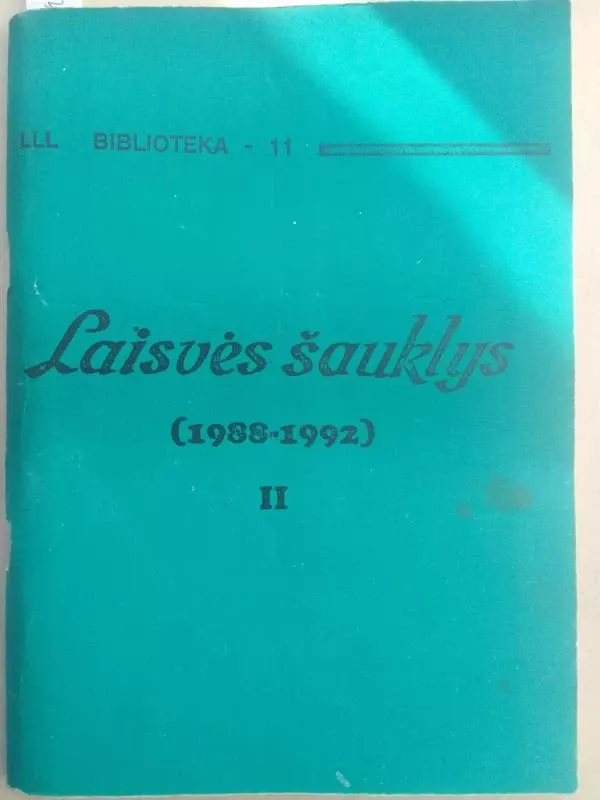 LLL BIBLIOTEKA - 11
Laisvės šauklys
(1988-1992)
II